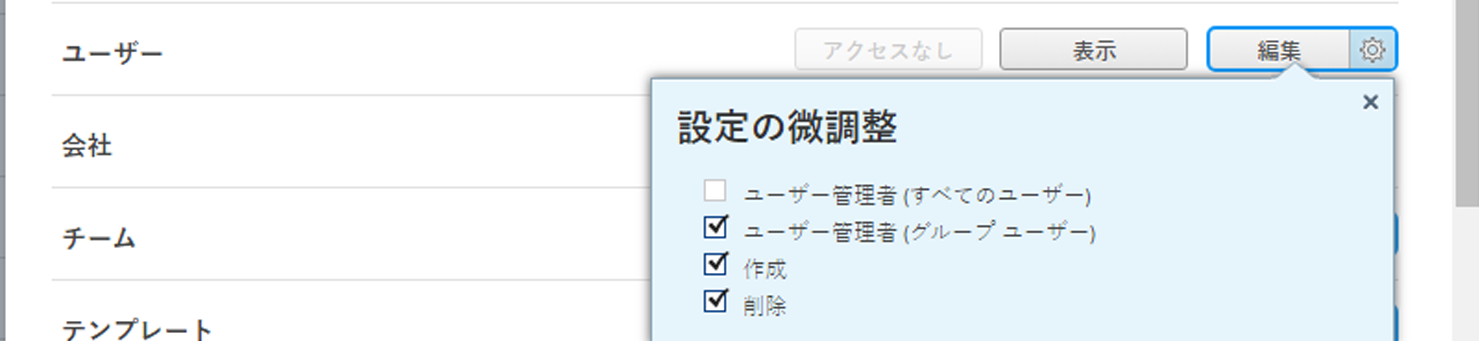 ユーザー
アクセスなし
表示
編集
設定の微調整
ユーザー管理者 (すべてのユーザー)
ユーザー管理者 (グループ ユーザー)
作成
削除
会社
チーム
テンプレート